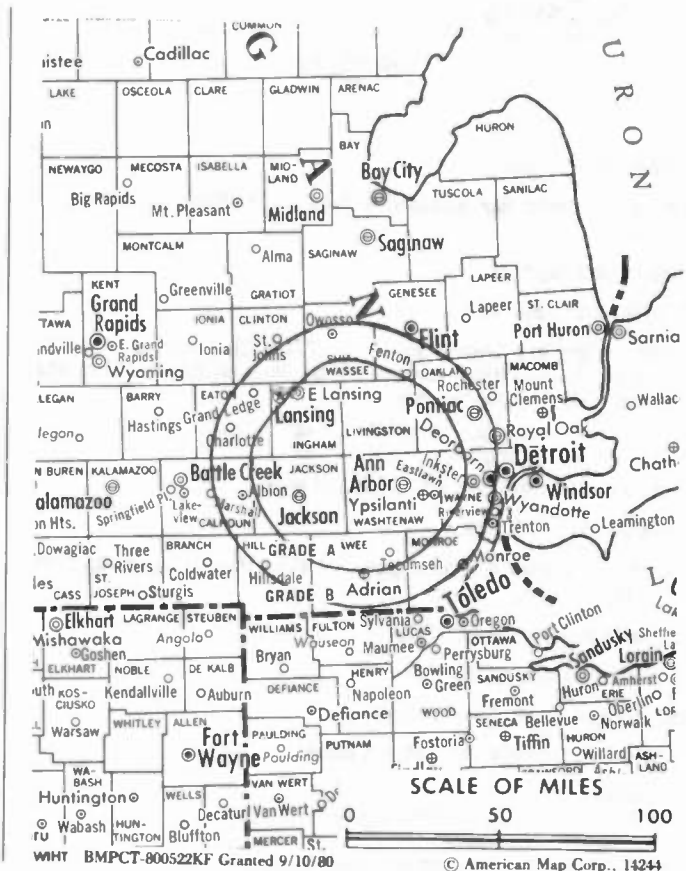 COMMON
Cadillac
G
U R O N
LAKE OSCEOLA CLARE GLADWIN ARENAC
HURON
BAY
NEWAYGO MECOSTA ISABELLA MID-
LAND
A
Bay City
Big Rapids
Mt. Pleasant
Midland
TUSCOLA SANILAC
MONTCALM
Alma
SAGINAW
Saginaw
KENT
Grand
Rapids
Greenville
GRATIOT
GENESEE
LAPEER
Lapeer
ST. CLAIR
IONIA CLINTON
Owosso
N
Flint
Port Huron
Sarnia
E. Grand
Rapids
Ionia
St.
Johns
WASSEE
Fenton
OAKLAND
MACOMB
Wyoming
Rochester
Mount
Clemens
BARRY
EATON
E Lansing
Lansing
Pontiac
Hastings
Grand Ledge
Charlotte
INGHAM
LIVINGSTON
Dearborn
Royal Oak
Detroit
KALAMAZOO
Battle Creek
JACKSON
Ann
Arbor
Eastlawn
Inkster
Windsor
Springfield Pl.
Lake-
view
Marshall
Albion
Jackson
Ypsilanti
WAYNE
Riverview
Wyandotte
CALHOUN
WASHTENAW
Trenton
Leamington
Dowagiac
Three
Rivers
BRANCH
Coldwater
HILL
GRADE A
MONROE
Monroe
Tecumseh
CASS
ST.
JOSEPH
Sturgis
Hillsdale
GRADE B
Adrian
Toledo
Elkhart
LAGRANGE STEUBEN
WILLIAMS FULTON
Sylvania
LUCAS
Oregon
Mishawaka
Goshen
Angola
Wauseon
Maumee
Perrysburg
OTTAWA
Port Clinton
ELKHART
NOBLE
DE KALB
Bryan
HENRY
Napoleon
Bowling
Green
SANDUSKY
Fremont
Sandusky
Lorain
Huron
Amherst
ERIE
KOS-
CIUSKO
Kendallville
Auburn
DEFIANCE
Defiance
WOOD
SENECA
Bellevue
Norwalk
Oberlin
Warsaw
WHITLEY
ALLEN
PAULDING
Paulding
PUTNAM
Fostoria
Tiffin
HURON
Willard
ASH-
LAND
Fort
Wayne
WA-
BASH
VAN WERT
SCALE OF MILES
Huntington
WELLS
Decatur
Van Wert
0 50 100
Wabash
HUN-
TINGTON
Bluffton
MERCER
St.
WIHT BMPCT-800522KF Granted 9/10/80
© American Map Corp., 14244